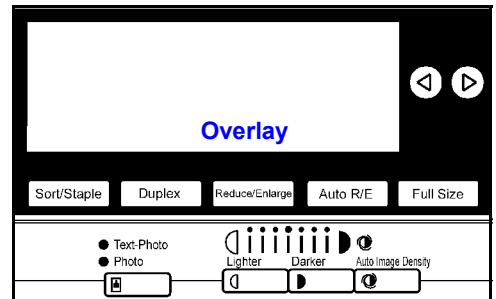 Overlay
Sort/Staple Duplex Reduce/Enlarge Auto R/E Full Size
Text-Photo
Photo
Lighter Darker Auto Image Density